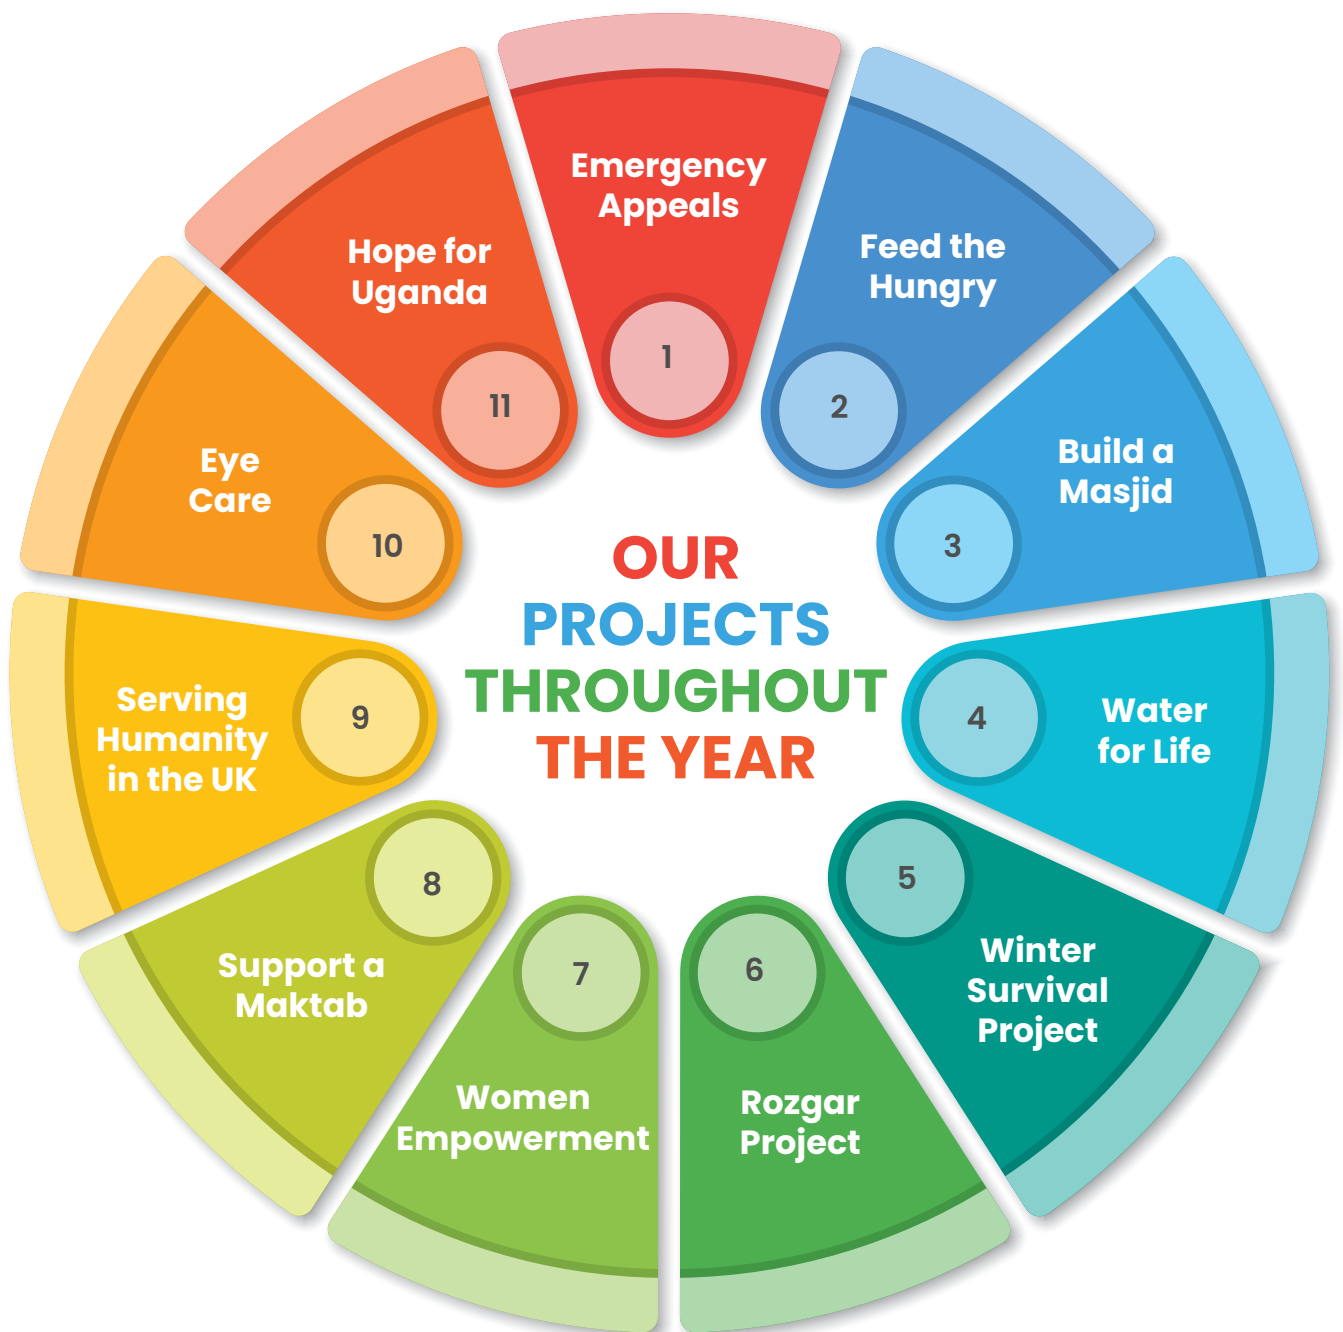 OUR
PROJECTS
THROUGHOUT
THE YEAR
Emergency
Appeals
1
Feed the
Hungry
2
Build a
Masjid
3
Water
for Life
4
Winter
Survival
Project
5
Rozgar
Project
6
Women
Empowerment
7
Support a
Maktab
8
Serving
Humanity
in the UK
9
Eye
Care
10
Hope for
Uganda
11